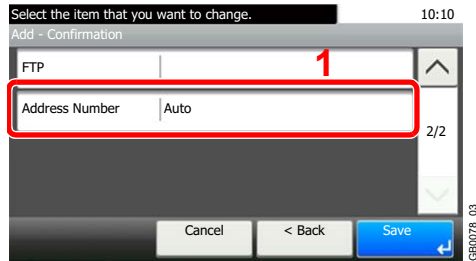 Select the item that you want to change. 10:10
Add - Confirmation
FTP 1
Address Number Auto
2/2
Cancel < Back Save
GB0078_03